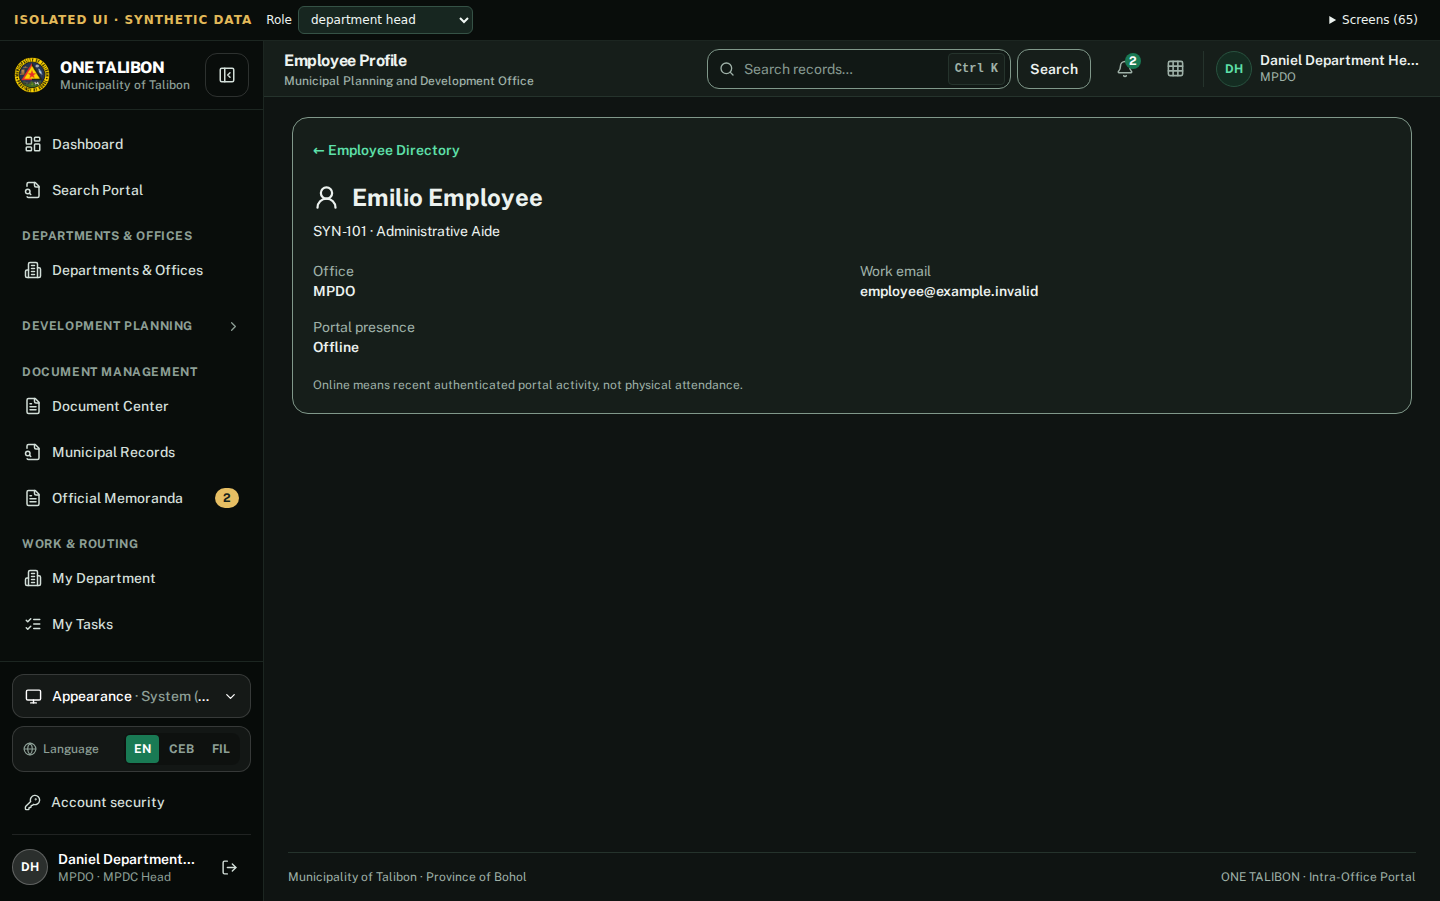 ISOLATED UI · SYNTHETIC DATA
Role
department head
Screens (65)
ONE TALIBON
Municipality of Talibon
Employee Profile
Municipal Planning and Development Office
Search records...
Ctrl K
Search
2
DH
Daniel Department He...
MPDO
Dashboard
Search Portal
DEPARTMENTS & OFFICES
Departments & Offices
DEVELOPMENT PLANNING
DOCUMENT MANAGEMENT
Document Center
Municipal Records
Official Memoranda
2
WORK & ROUTING
My Department
My Tasks
Appearance · System (...
Language
EN
CEB
FIL
Account security
DH
Daniel Department...
MPDO · MPDC Head
← Employee Directory
Emilio Employee
SYN-101 · Administrative Aide
Office
MPDO
Work email
employee@example.invalid
Portal presence
Offline
Online means recent authenticated portal activity, not physical attendance.
Municipality of Talibon · Province of Bohol
ONE TALIBON · Intra-Office Portal